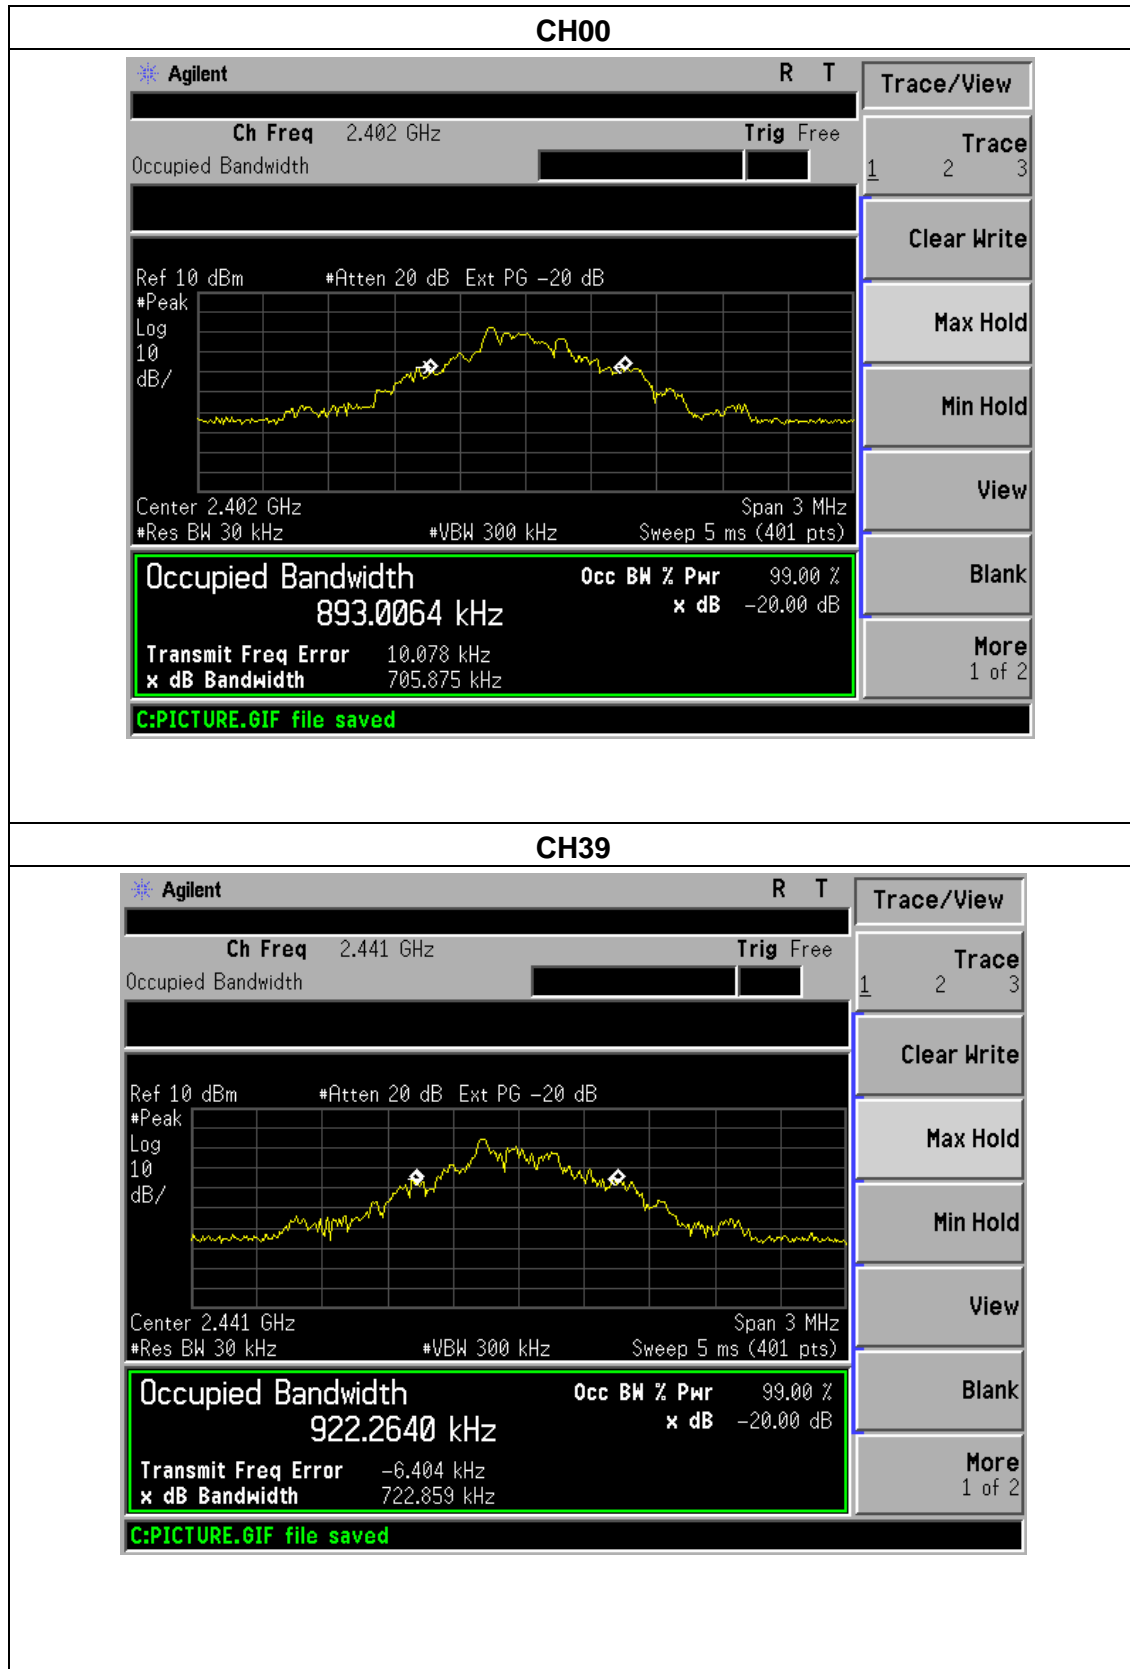 CH00
Agilent R T
Trace/View
Ch Freq 2.402 GHz Trig Free
Occupied Bandwidth
Trace
1 2 3
Clear Write
Max Hold
Min Hold
View
Blank
More
1 of 2
Ref 10 dBm #Atten 20 dB Ext PG -20 dB
#Peak
Log
10
dB/
Center 2.402 GHz Span 3 MHz
#Res BW 30 kHz #VBW 300 kHz Sweep 5 ms (401 pts)
Occupied Bandwidth Occ BW % Pwr 99.00 %
893.0064 kHz x dB -20.00 dB
Transmit Freq Error 10.078 kHz
x dB Bandwidth 705.875 kHz
C:PICTURE.GIF file saved
CH39
Agilent R T
Trace/View
Ch Freq 2.441 GHz Trig Free
Occupied Bandwidth
Trace
1 2 3
Clear Write
Max Hold
Min Hold
View
Blank
More
1 of 2
Ref 10 dBm #Atten 20 dB Ext PG -20 dB
#Peak
Log
10
dB/
Center 2.441 GHz Span 3 MHz
#Res BW 30 kHz #VBW 300 kHz Sweep 5 ms (401 pts)
Occupied Bandwidth Occ BW % Pwr 99.00 %
922.2640 kHz x dB -20.00 dB
Transmit Freq Error -6.404 kHz
x dB Bandwidth 722.859 kHz
C:PICTURE.GIF file saved